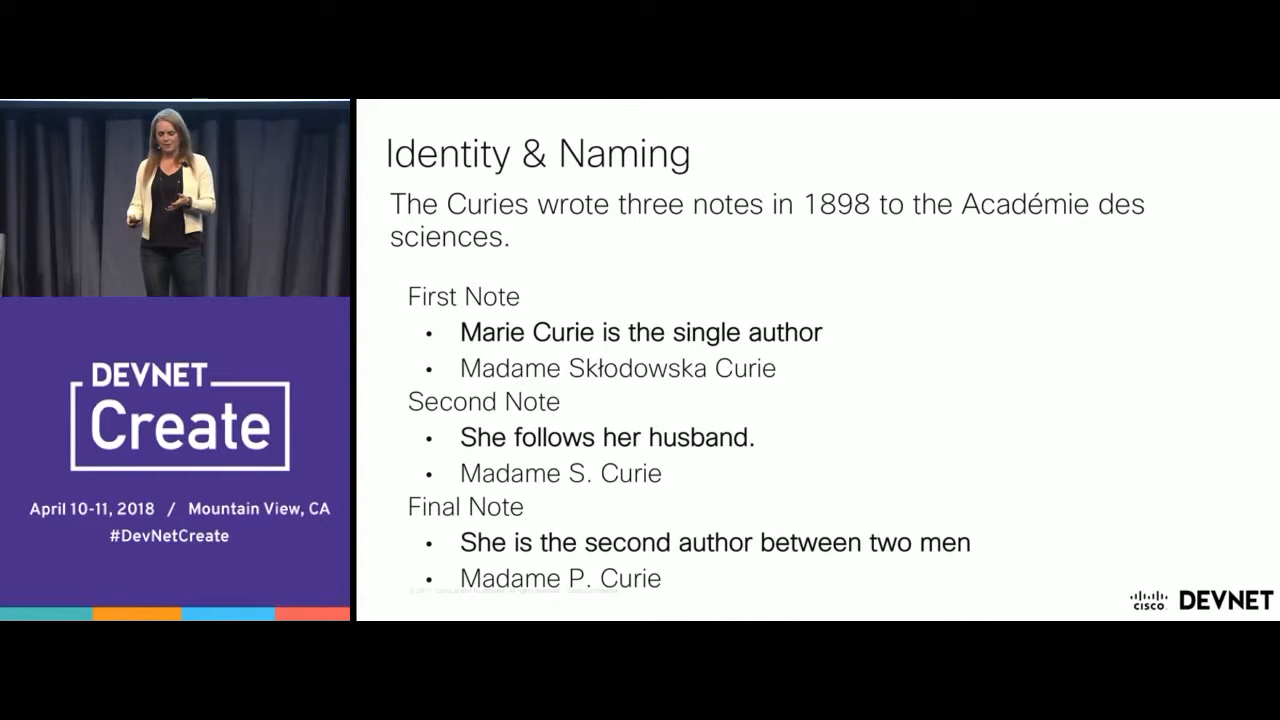 Identity & Naming
The Curies wrote three notes in 1898 to the Académie des
sciences.
First Note
• Marie Curie is the single author
• Madame Skłodowska Curie
Second Note
• She follows her husband.
• Madame S. Curie
Final Note
• She is the second author between two men
• Madame P. Curie
DEVNET
Create
April 10-11, 2018 / Mountain View, CA
#DevNetCreate
CISCO DEVNET